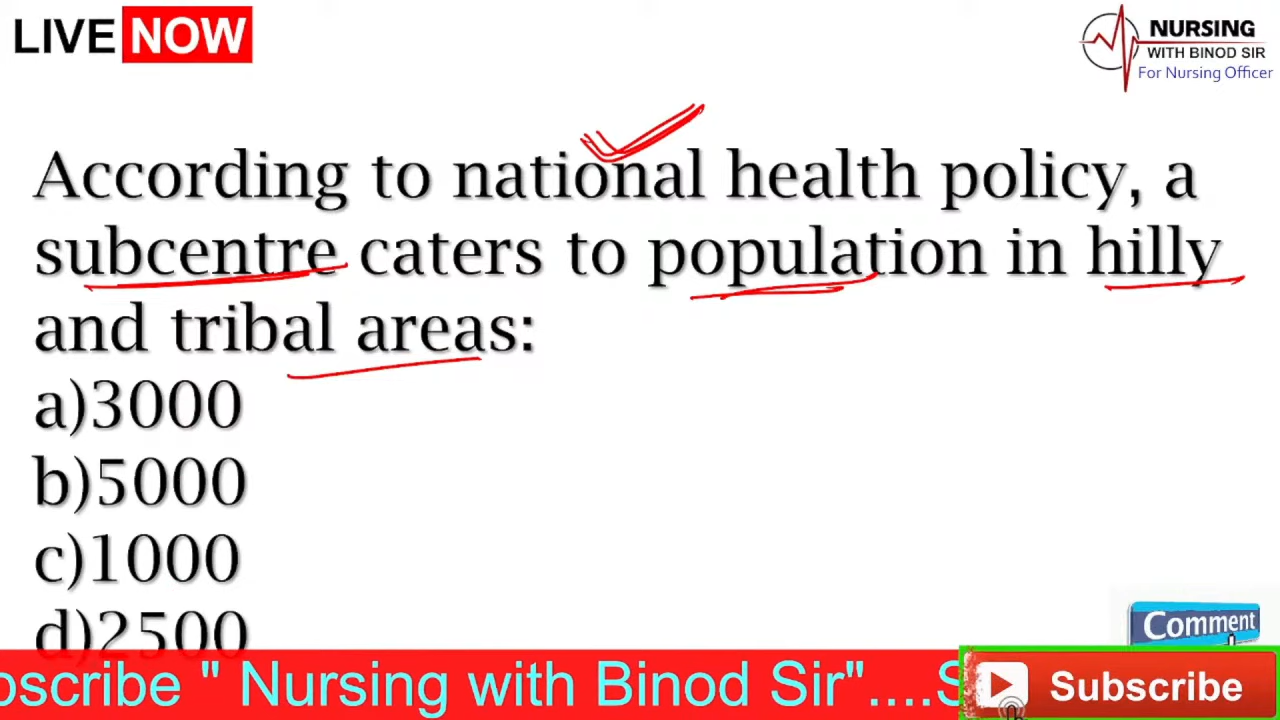 LIVE NOW
NURSING
WITH BINOD SIR
For Nursing Officer
According to national health policy, a
subcentre caters to population in hilly
and tribal areas:
a)3000
b)5000
c)1000
d)2500
Comment
bscribe " Nursing with Binod Sir"....S
Subscribe